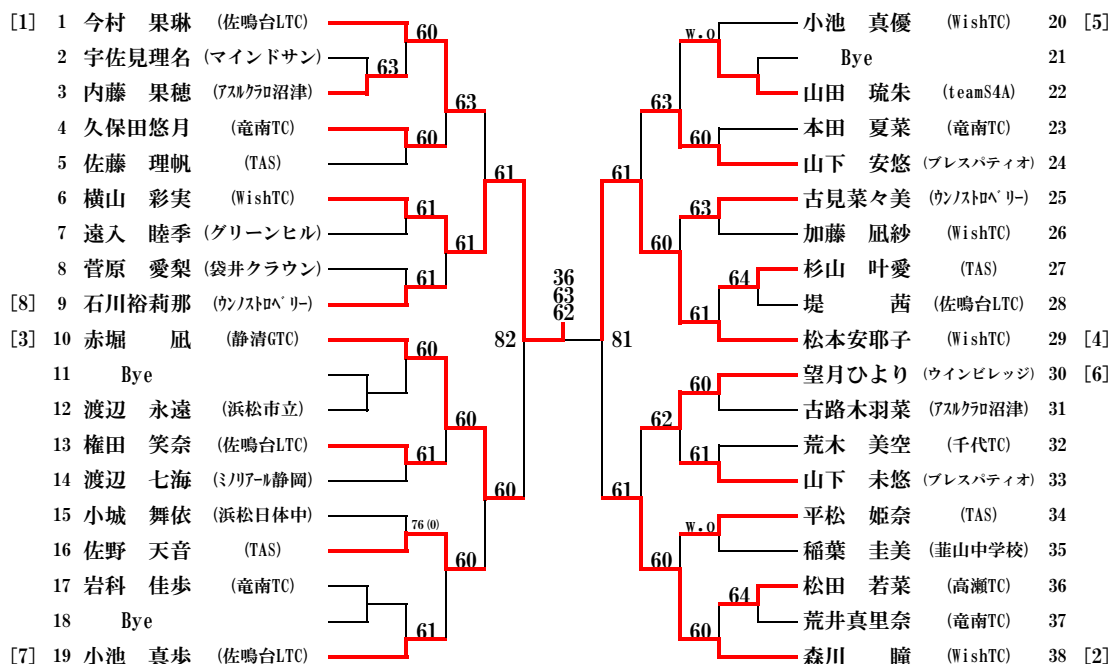 [1] 1 今村 果琳 (佐鳴台LTC)
2 宇佐見理名 (マインドサン)
3 内藤 果穂 (アスルクラロ沼津)
4 久保田悠月 (竜南TC)
5 佐藤 理帆 (TAS)
6 横山 彩実 (WishTC)
7 遠入 睦季 (グリーンヒル)
8 菅原 愛梨 (袋井クラウン)
[8] 9 石川裕莉那 (ウンノストロベリー)
[3] 10 赤堀 凪 (静清GTC)
11 Bye
12 渡辺 永遠 (浜松市立)
13 権田 笑奈 (佐鳴台LTC)
14 渡辺 七海 (ミノリアール静岡)
15 小城 舞依 (浜松日体中)
16 佐野 天音 (TAS)
17 岩科 佳歩 (竜南TC)
18 Bye
[7] 19 小池 真歩 (佐鳴台LTC)
60
63
60
61
61
60
61
76(0)
61
63
61
60
60
61
60
82
36
63
62
81
61
61
63
60
62
60
w.o
60
63
64
61
60
61
w.o
64
60
小池 真優 (WishTC) 20 [5]
Bye 21
山田 琉朱 (teamS4A) 22
本田 夏菜 (竜南TC) 23
山下 安悠 (ブレスパティオ) 24
古見菜々美 (ウンノストロベリー) 25
加藤 凪紗 (WishTC) 26
杉山 叶愛 (TAS) 27
堤 茜 (佐鳴台LTC) 28
松本安耶子 (WishTC) 29 [4]
望月ひより (ウインビレッジ) 30 [6]
古路木羽菜 (アスルクラロ沼津) 31
荒木 美空 (千代TC) 32
山下 未悠 (ブレスパティオ) 33
平松 姫奈 (TAS) 34
稲葉 圭美 (韮山中学校) 35
松田 若菜 (高瀬TC) 36
荒井真里奈 (竜南TC) 37
森川 瞳 (WishTC) 38 [2]